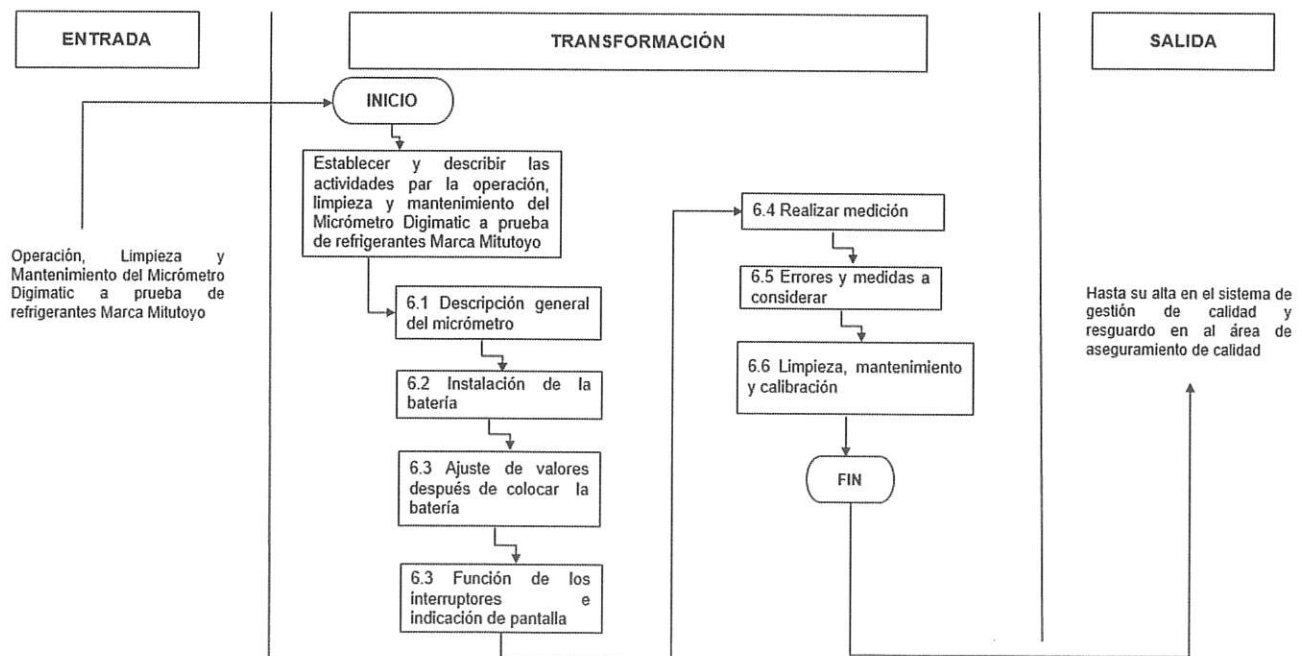 ENTRADA
TRANSFORMACIÓN
SALIDA
INICIO
Establecer y describir las
actividades par la operación,
limpieza y mantenimiento del
Micrómetro Digimatic a prueba
de refrigerantes Marca Mitutoyo
Operación, Limpieza y
Mantenimiento del Micrómetro
Digimatic a prueba de
refrigerantes Marca Mitutoyo
6.1 Descripción general
del micrómetro
6.2 Instalación de la
batería
6.3 Ajuste de valores
después de colocar la
batería
6.3 Función de los
interruptores e
indicación de pantalla
6.4 Realizar medición
6.5 Errores y medidas a
considerar
6.6 Limpieza, mantenimiento
y calibración
FIN
Hasta su alta en el sistema de
gestión de calidad y
resguardo en al área de
aseguramiento de calidad